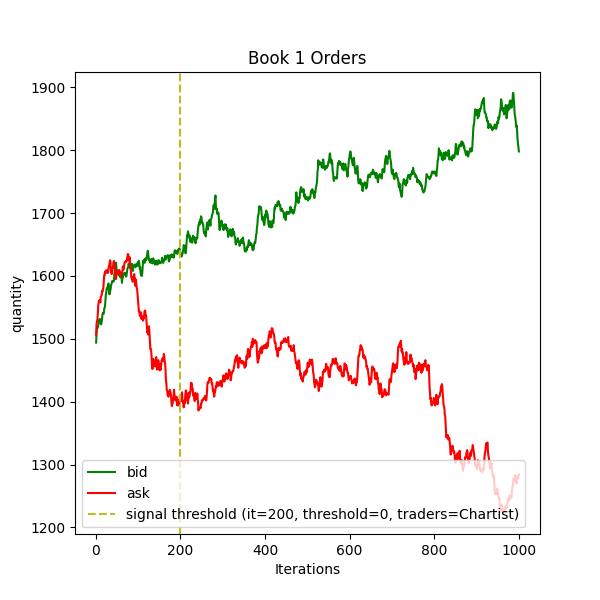 Book 1 Orders
quantity
1900
1800
1700
1600
1500
1400
1300
1200
bid
ask
signal threshold (it=200, threshold=0, traders=Chartist)
0 200 400 600 800 1000
Iterations